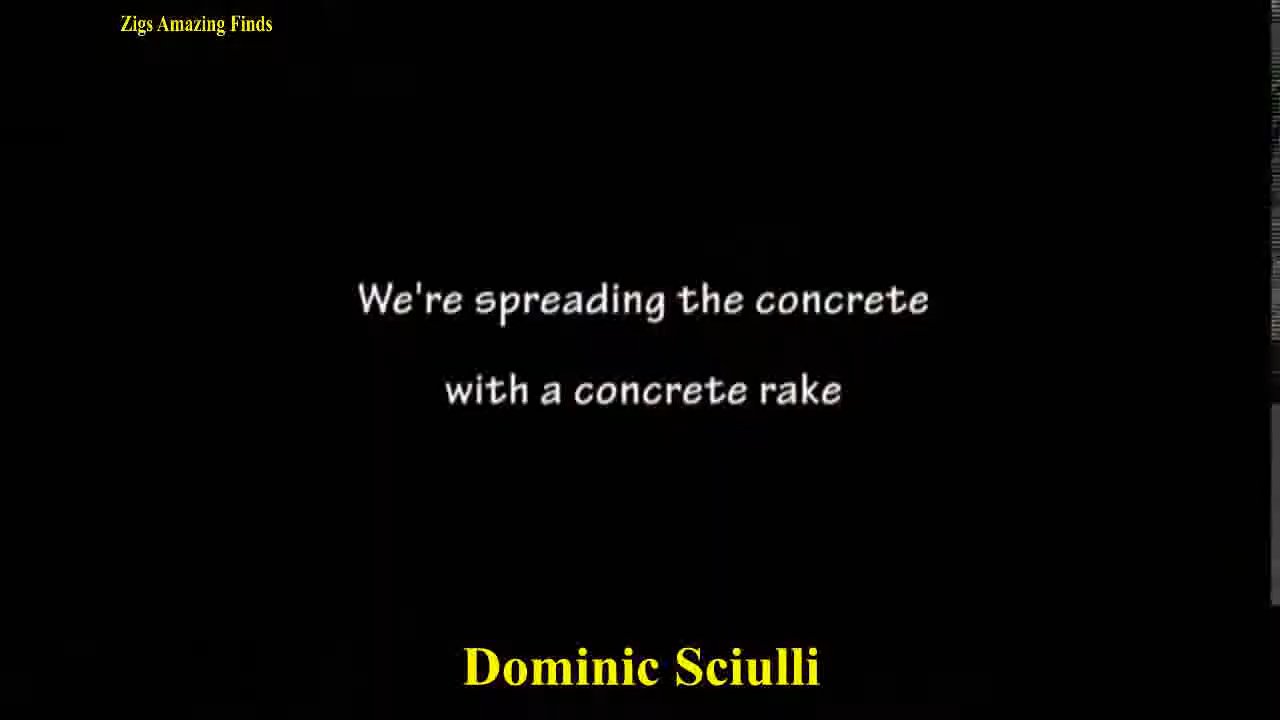 Zigs Amazing Finds
We're spreading the concrete
with a concrete rake
Dominic Sciulli